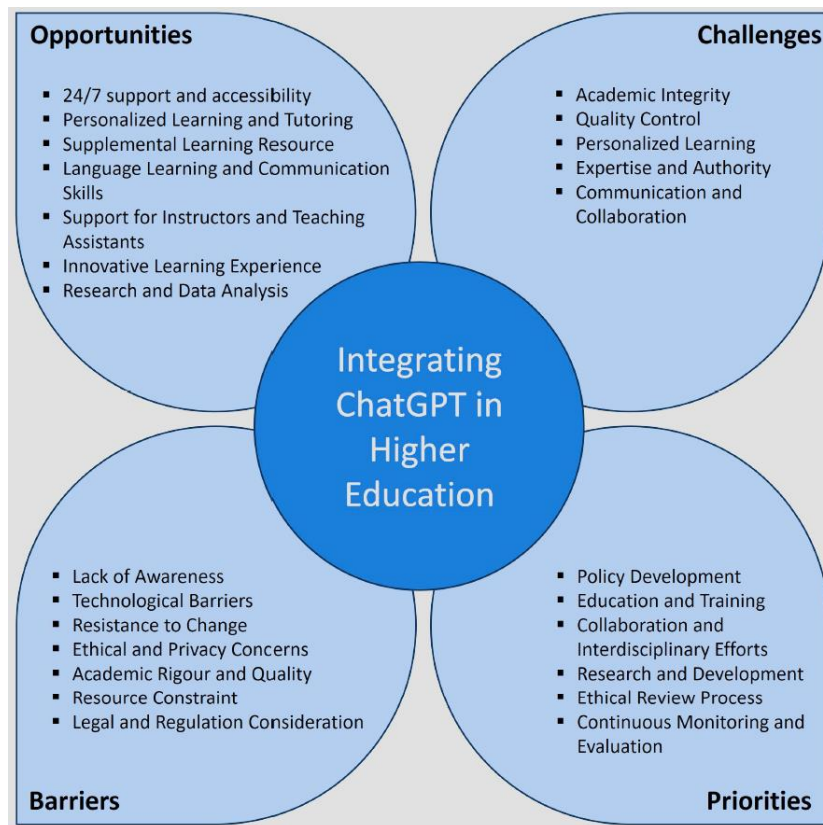 Opportunities
▪ 24/7 support and accessibility
▪ Personalized Learning and Tutoring
▪ Supplemental Learning Resource
▪ Language Learning and Communication
Skills
▪ Support for Instructors and Teaching
Assistants
▪ Innovative Learning Experience
▪ Research and Data Analysis
Challenges
▪ Academic Integrity
▪ Quality Control
▪ Personalized Learning
▪ Expertise and Authority
▪ Communication and
Collaboration
Integrating
ChatGPT in
Higher
Education
▪ Lack of Awareness
▪ Technological Barriers
▪ Resistance to Change
▪ Ethical and Privacy Concerns
▪ Academic Rigour and Quality
▪ Resource Constraint
▪ Legal and Regulation Consideration
Barriers
▪ Policy Development
▪ Education and Training
▪ Collaboration and
Interdisciplinary Efforts
▪ Research and Development
▪ Ethical Review Process
▪ Continuous Monitoring and
Evaluation
Priorities